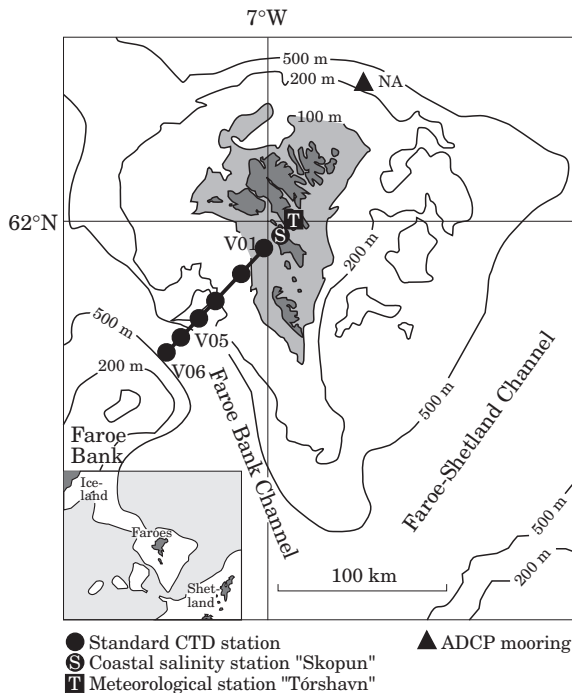 7°W
500 m
200 m
NA
100 m
62°N
T
S
V01
200 m
500 m
V05
200 m
V06
Faroe
Bank
Faroe Bank Channel
500 m
Faroe-Shetland Channel
Ice-
land
Faroes
Shet-
land
500 m
200 m
100 km
Standard CTD station
ADCP mooring
S Coastal salinity station "Skopun"
T Meteorological station "Tórshavn"